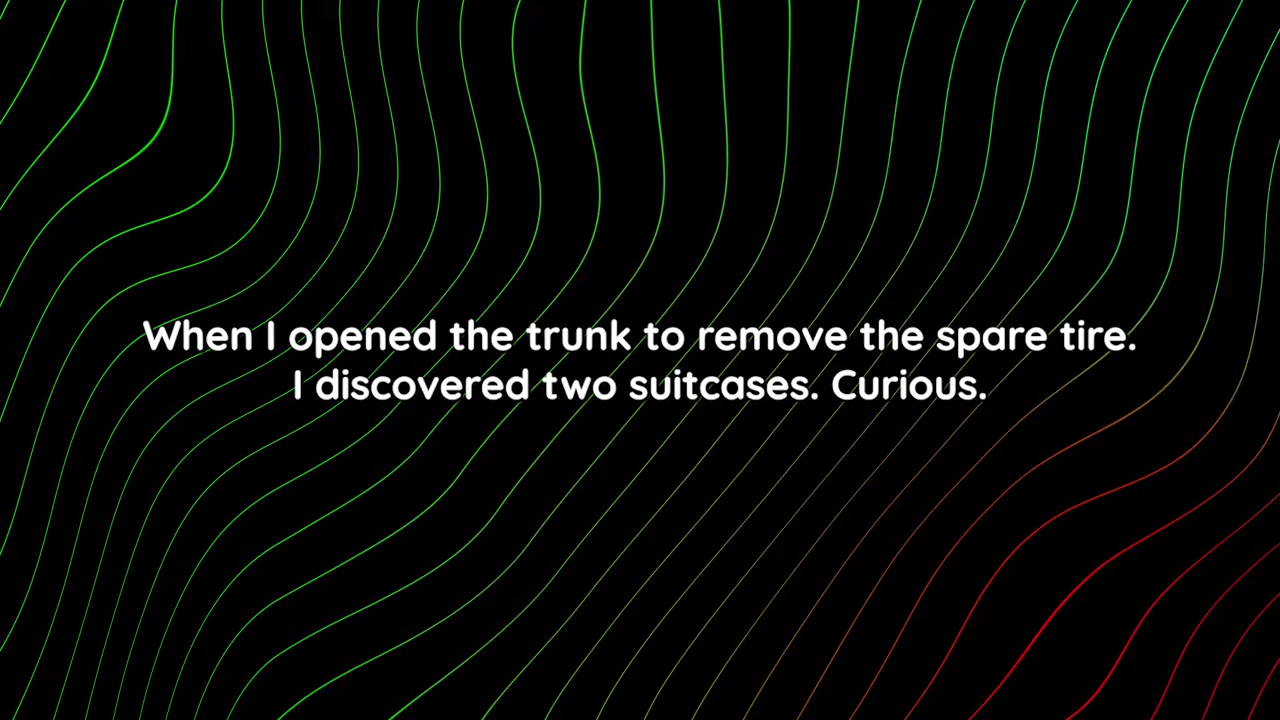 When I opened the trunk to remove the spare tire.
I discovered two suitcases. Curious.